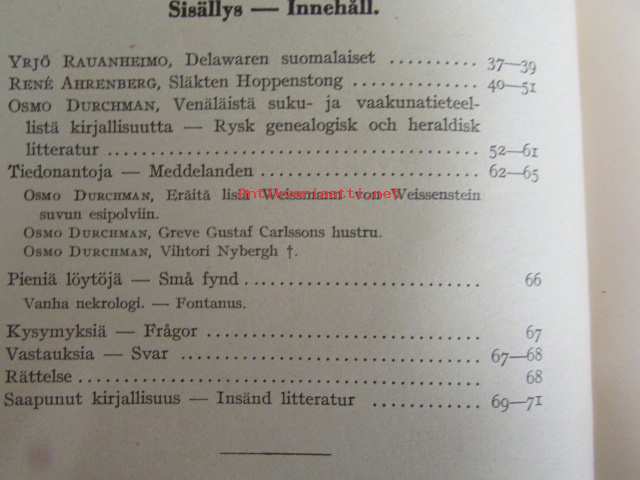 Sisällys — Innehåll.
Yrjö Rauanheimo, Delawaren suomalaiset ............ 37—39
René Ahrenberg, Släkten Hoppenstong ............... 40—51
Osmo Durchman, Venäläistä suku- ja vaakunatieteel-
listä kirjallisuutta — Rysk genealogisk och heraldisk
litteratur ............ 52—61
Tiedonantoja — Meddelanden ............ 62—65
Osmo Durchman, Eräitä lisiä Weissmann von Weissenstein
suvun esipolviin.
Osmo Durchman, Greve Gustaf Carlssons hustru.
Osmo Durchman, Vihtori Nybergh †.
Pieniä löytöjä — Små fynd ............ 66
Vanha nekrologi. — Fontanus.
Kysymyksiä — Frågor ............ 67
Vastauksia — Svar ............ 67—68
Rättelse ............ 68
Saapunut kirjallisuus — Insänd litteratur ............ 69—71